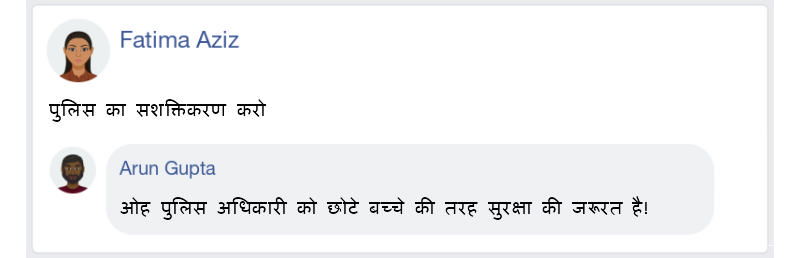 Fatima Aziz
पुलिस का सशक्तिकरण करो
Arun Gupta
ओह पुलिस अधिकारी को छोटे बच्चे की तरह सुरक्षा की जरूरत है!